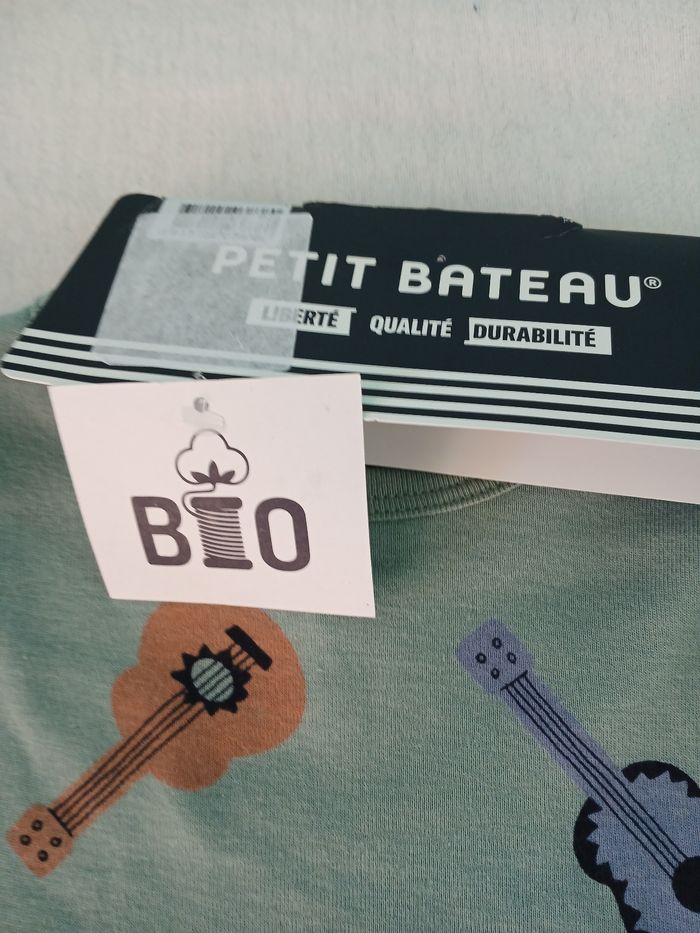 PETIT BATEAU®
LIBERTÉ QUALITÉ DURABILITÉ
BIO